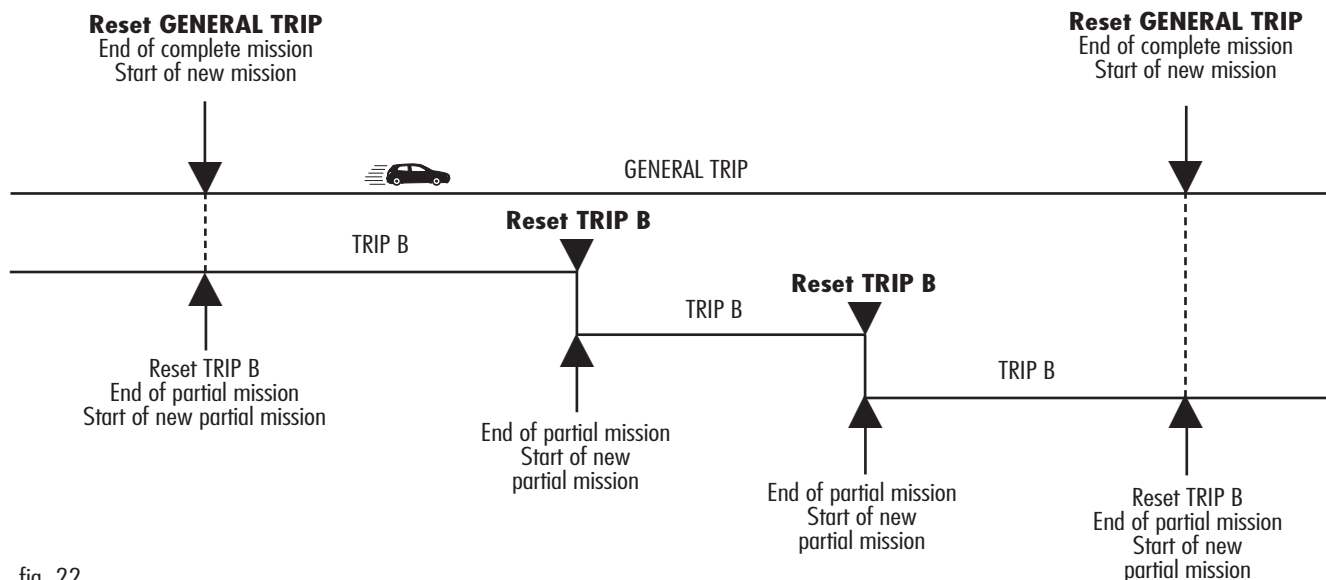 Reset GENERAL TRIP
End of complete mission
Start of new mission
Reset GENERAL TRIP
End of complete mission
Start of new mission
GENERAL TRIP
TRIP B
Reset TRIP B
TRIP B
Reset TRIP B
TRIP B
Reset TRIP B
End of partial mission
Start of new partial mission
End of partial mission
Start of new
partial mission
End of partial mission
Start of new
partial mission
Reset TRIP B
End of partial mission
Start of new
partial mission
fig. 22